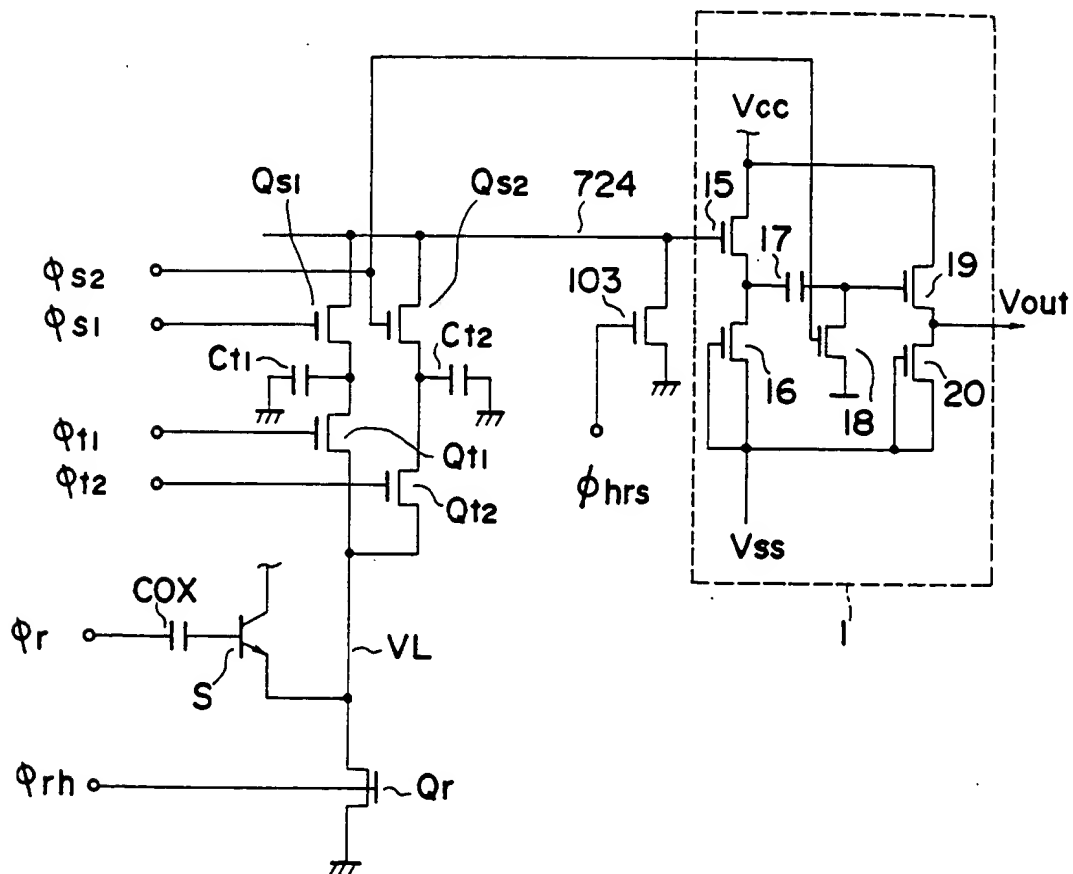 Vcc
Qs1
Qs2
724
15
17
φs2
103
19
Vout
φs1
Ct1
Ct2
16
18
20
φt1
Qt1
φt2
Qt2
φhrs
Vss
COX
φr
VL
1
S
φrh
Qr